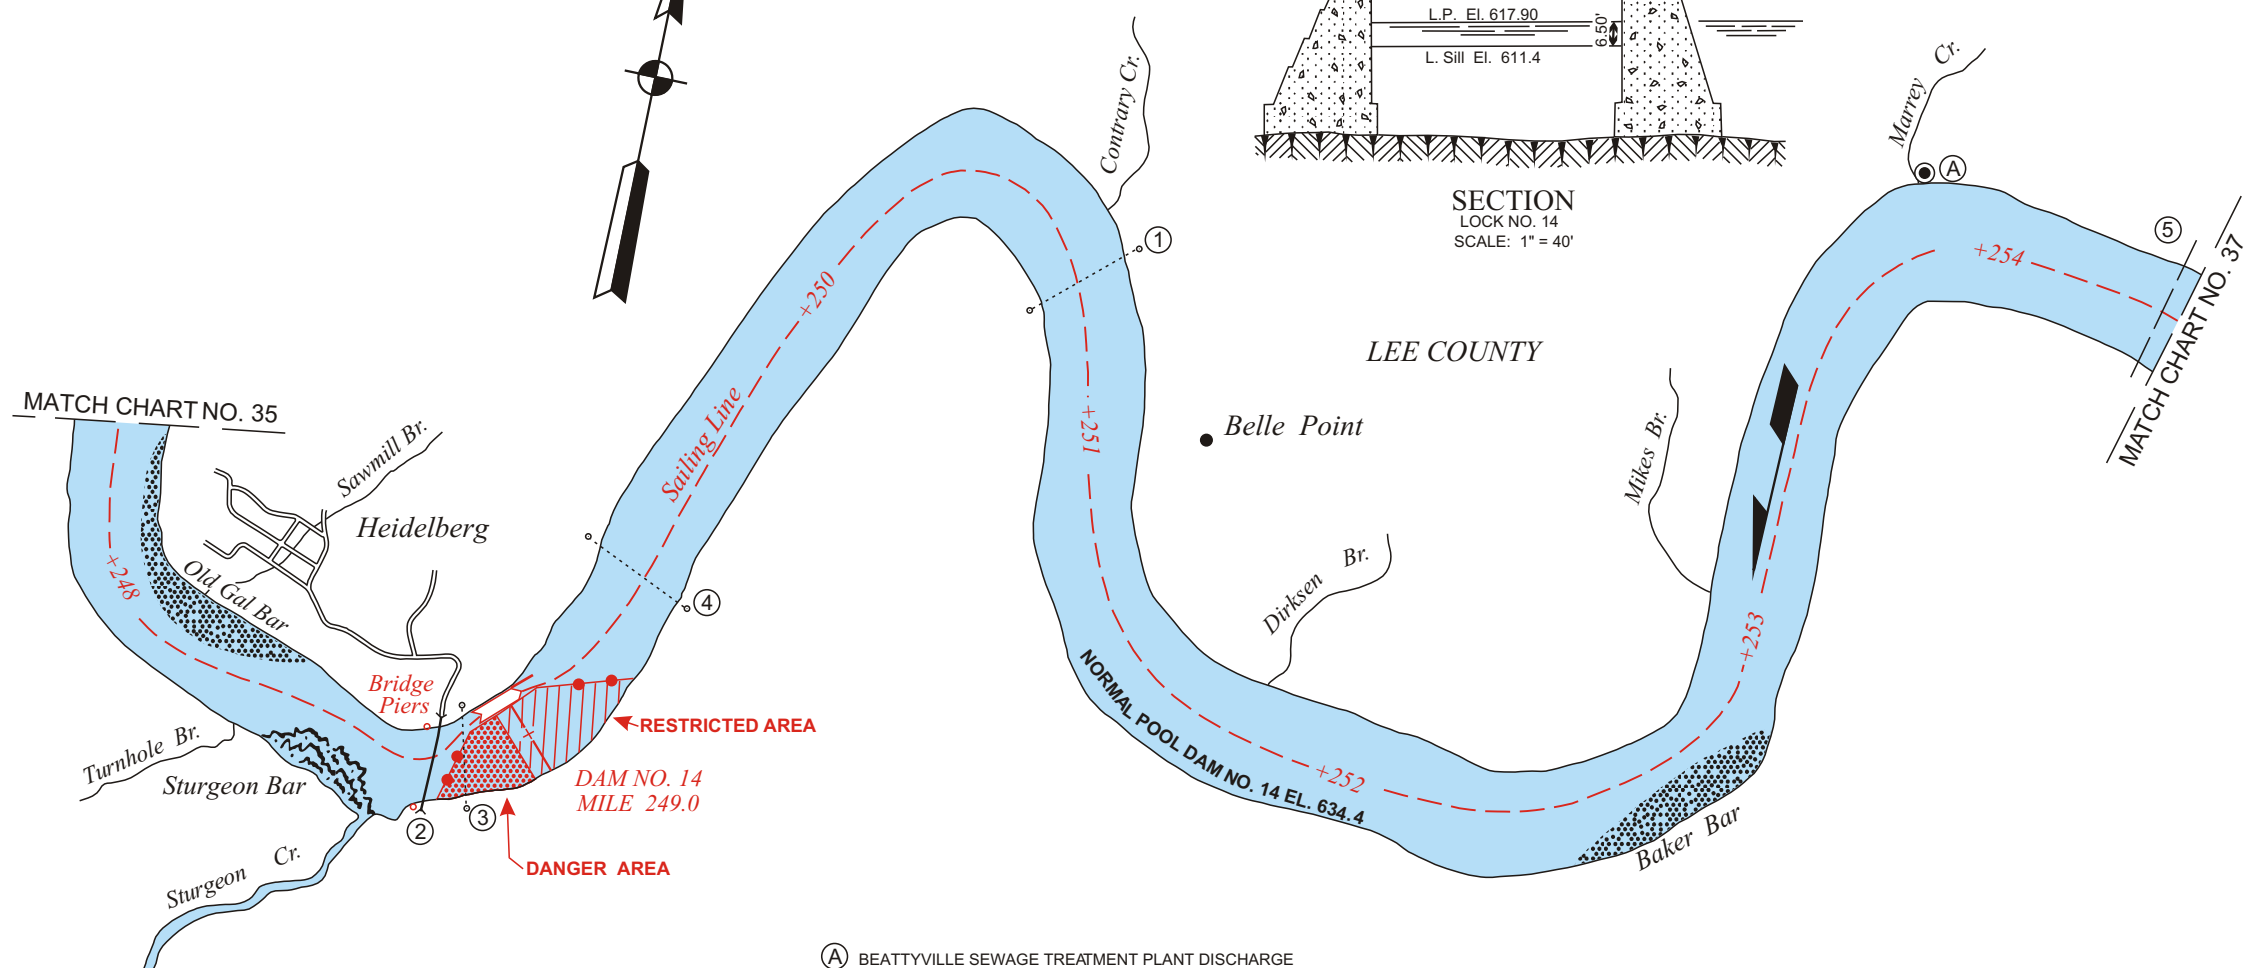 L.P. El. 617.90
6.50'
L. Sill El. 611.4
SECTION
LOCK NO. 14
SCALE: 1" = 40'
Contrary Cr.
Marrey Cr.
A
1
5
+254
MATCH CHART NO. 37
+250
LEE COUNTY
Sailing Line
+251
Belle Point
MATCH CHART NO. 35
Sawmill Br.
Heidelberg
Mikes Br.
Old Gal Bar
+248
Dirksen Br.
4
+253
Bridge
Piers
RESTRICTED AREA
NORMAL POOL DAM NO. 14 EL. 634.4
Turnhole Br.
Sturgeon Bar
DAM NO. 14
MILE 249.0
+252
2
3
Baker Bar
DANGER AREA
Sturgeon Cr.
A BEATTYVILLE SEWAGE TREATMENT PLANT DISCHARGE